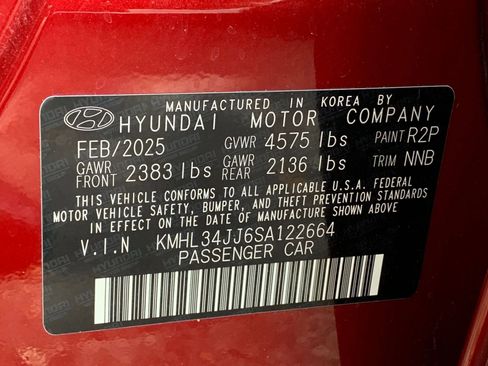 MANUFACTURED IN KOREA BY
HYUNDAI MOTOR COMPANY
FEB/2025 GVWR 4575 lbs PAINT R2P
GAWR FRONT 2383 lbs GAWR REAR 2136 lbs TRIM NNB
THIS VEHICLE CONFORMS TO ALL APPLICABLE U.S.A. FEDERAL
MOTOR VEHICLE SAFETY, BUMPER, AND THEFT PREVENTION STANDARDS
IN EFFECT ON THE DATE OF MANUFACTURE SHOWN ABOVE.
V.I.N KMHL34JJ6SA122664
PASSENGER CAR